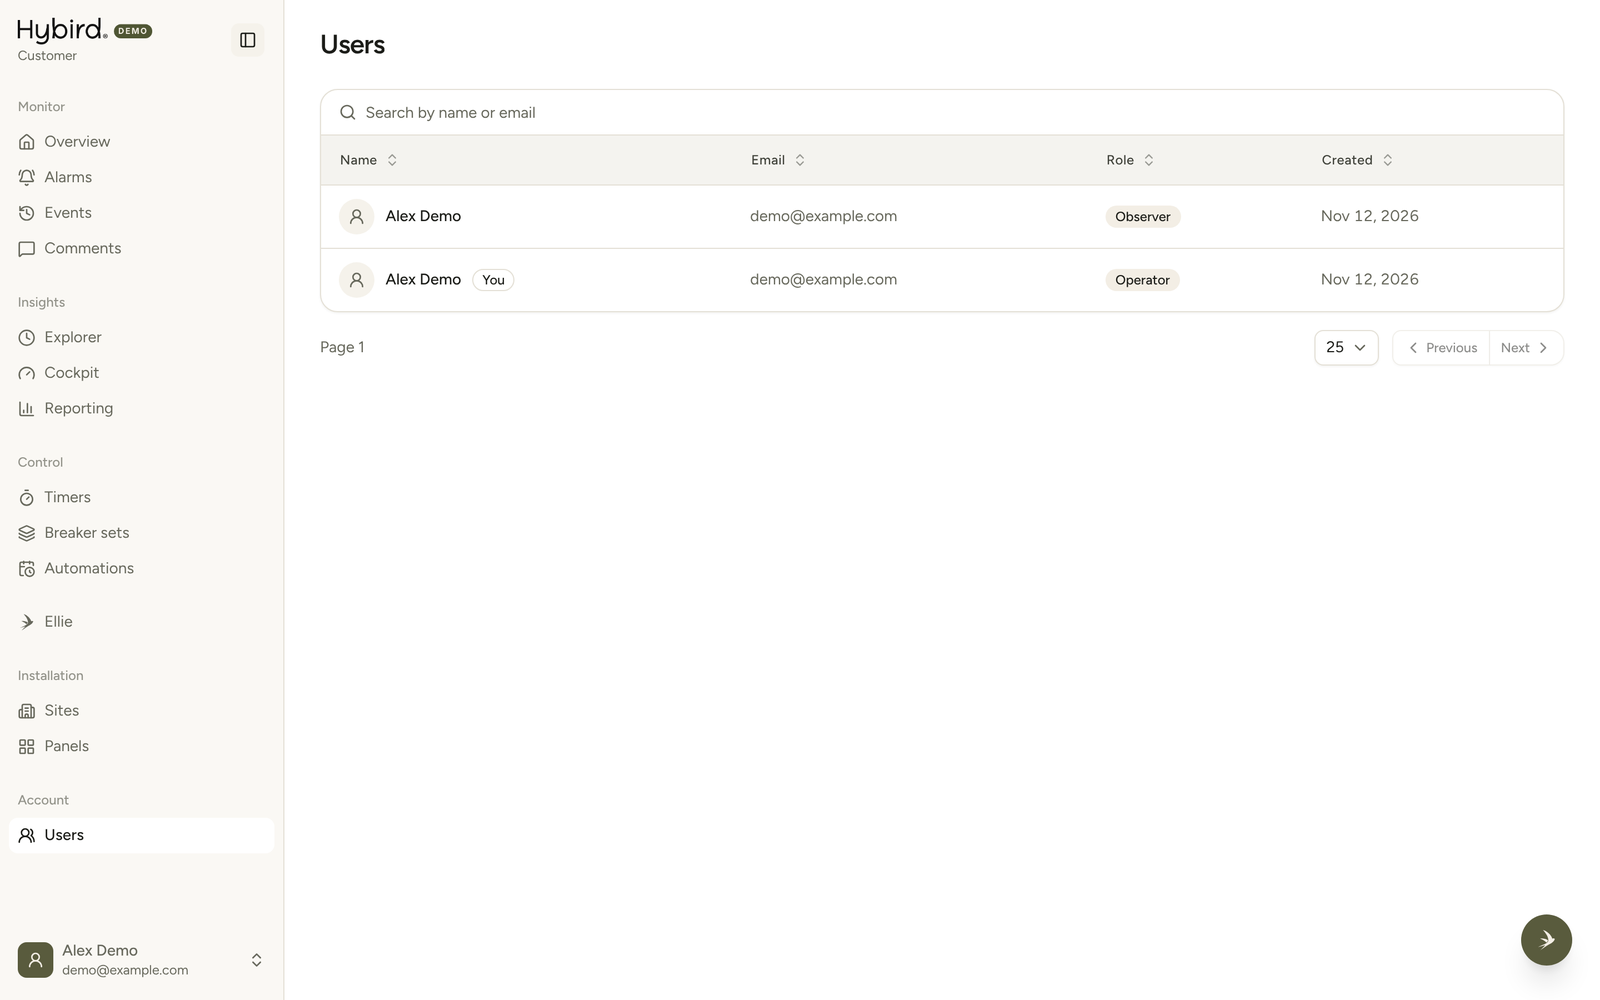 Hybird® DEMO
Customer
Monitor
Overview
Alarms
Events
Comments
Insights
Explorer
Cockpit
Reporting
Control
Timers
Breaker sets
Automations
Ellie
Installation
Sites
Panels
Account
Users
Alex Demo
demo@example.com
Users
Search by name or email
Name Email Role Created
Alex Demo demo@example.com Observer Nov 12, 2026
Alex Demo You demo@example.com Operator Nov 12, 2026
Page 1 25 Previous Next